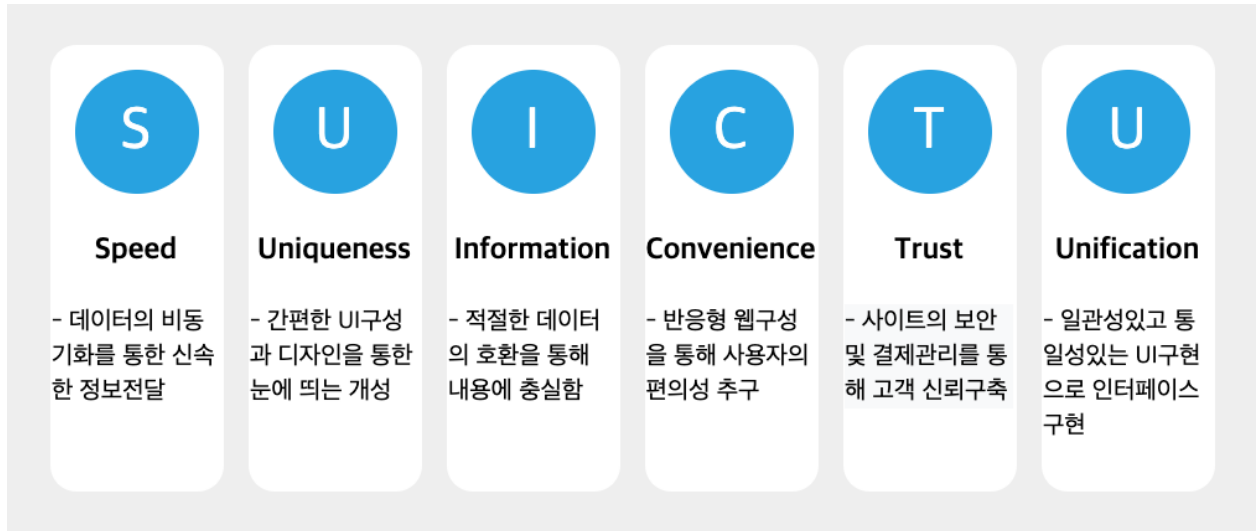 S
Speed
- 데이터의 비동
기화를 통한 신속
한 정보전달
U
Uniqueness
- 간편한 UI구성
과 디자인을 통한
눈에 띄는 개성
I
Information
- 적절한 데이터
의 호환을 통해
내용에 충실함
C
Convenience
- 반응형 웹구성
을 통해 사용자의
편의성 추구
T
Trust
- 사이트의 보안
및 결제관리를 통
해 고객 신뢰구축
U
Unification
- 일관성있고 통
일성있는 UI구현
으로 인터페이스
구현